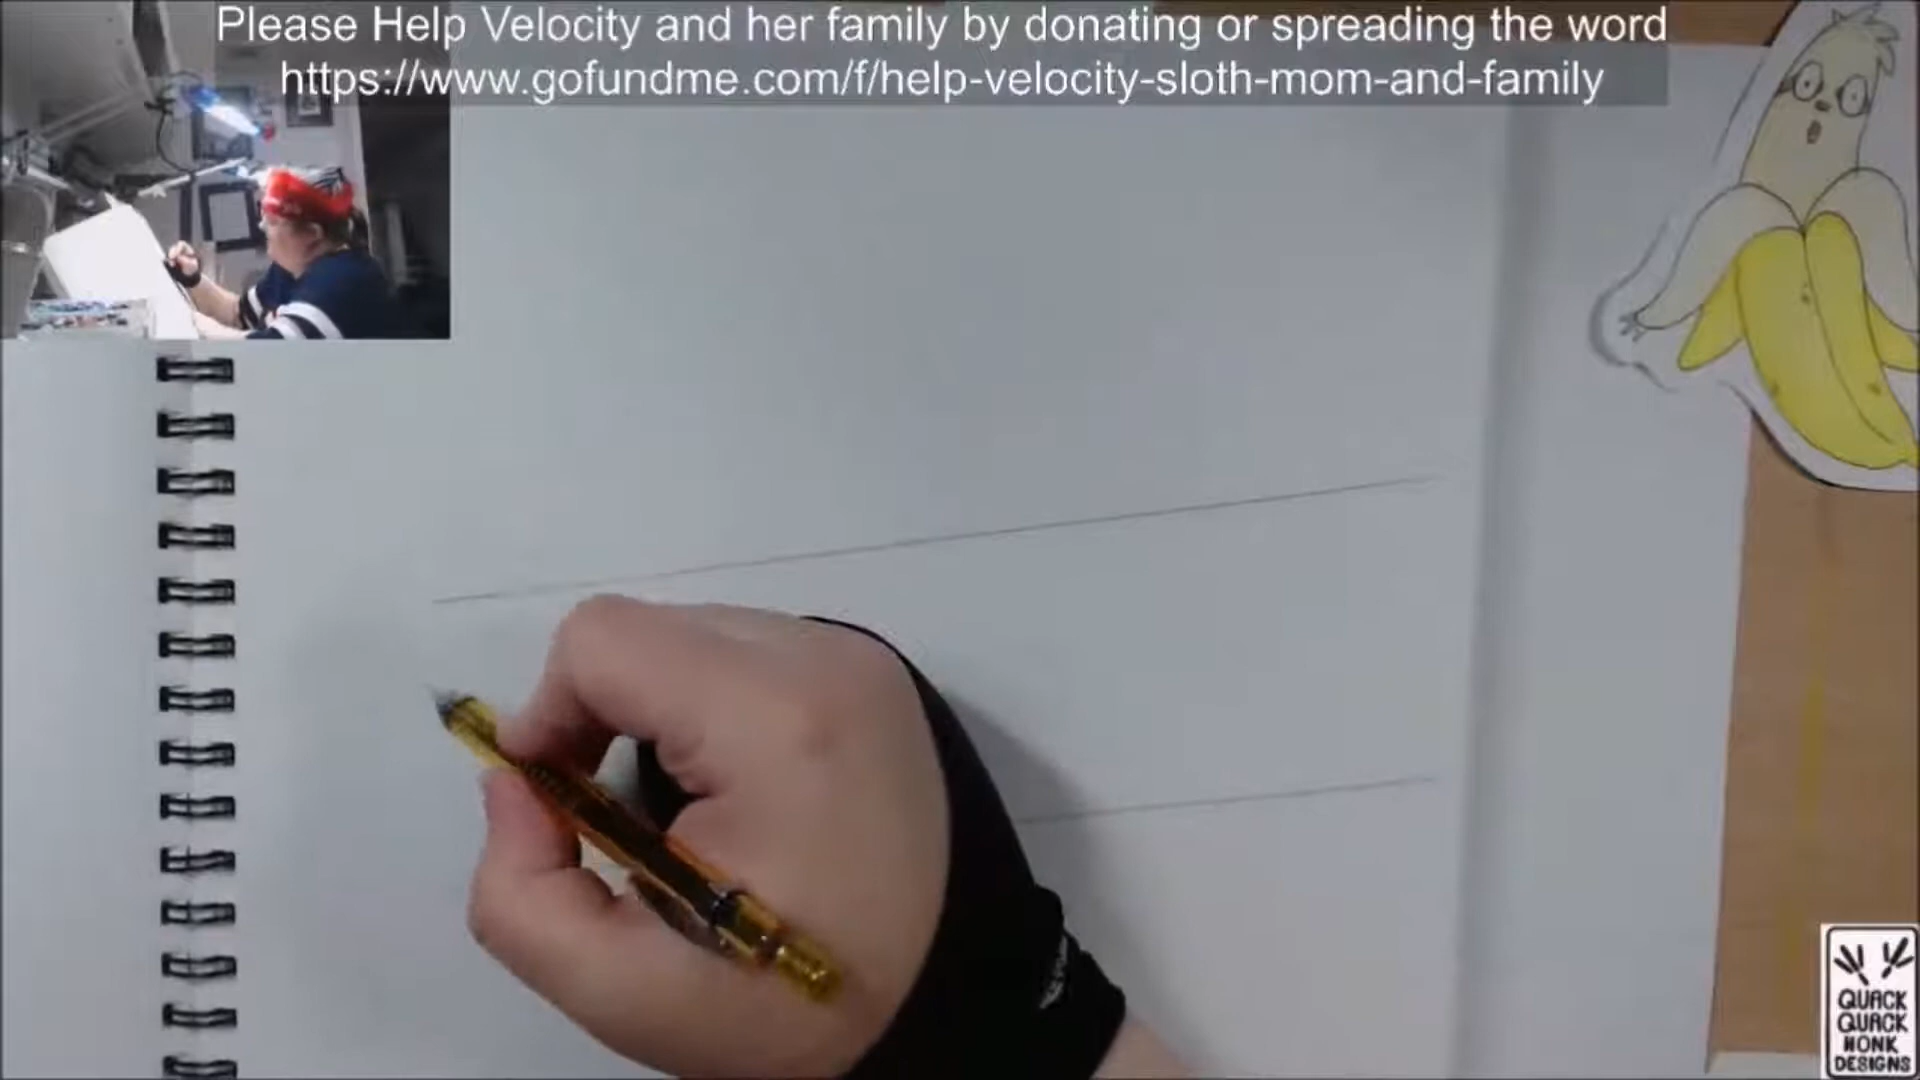 Please Help Velocity and her family by donating or spreading the word
https://www.gofundme.com/f/help-velocity-sloth-mom-and-family
QUACK
QUACK
HONK
DESIGNS